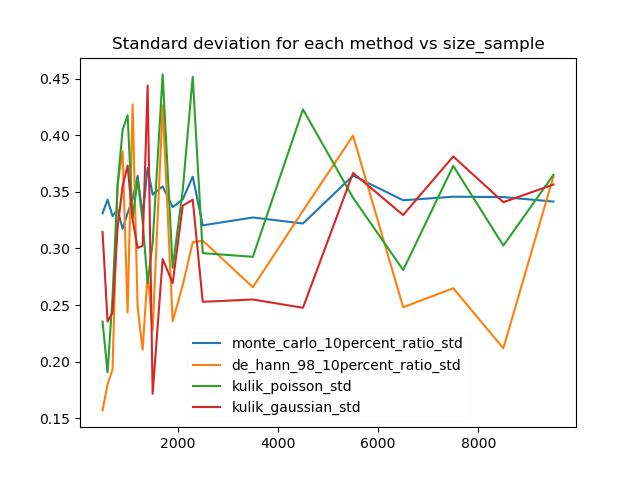 Standard deviation for each method vs size_sample
0.45
0.40
0.35
0.30
0.25
0.20
0.15
monte_carlo_10percent_ratio_std
de_hann_98_10percent_ratio_std
kulik_poisson_std
kulik_gaussian_std
2000 4000 6000 8000